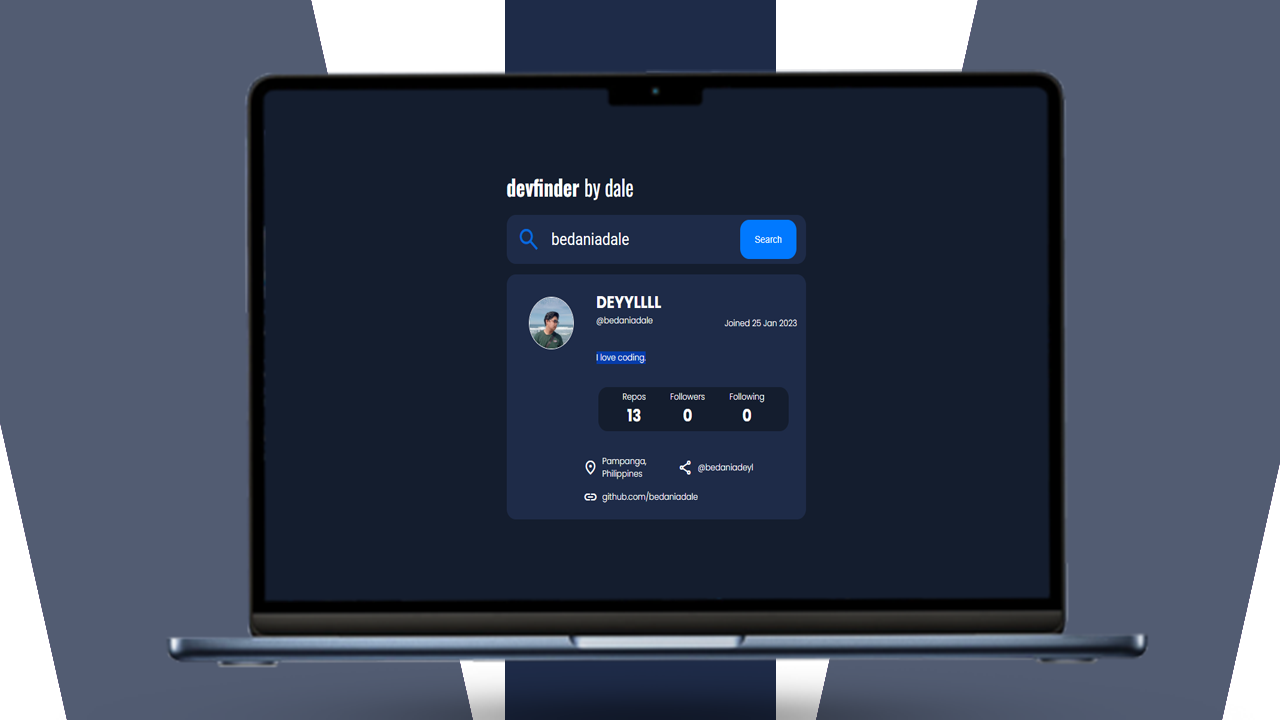 devfinder by dale
bedaniadale
Search
DEYYLLLL
@bedaniadale
Joined 25 Jan 2023
I love coding.
Repos Followers Following
13 0 0
Pampanga,
Philippines
@bedaniadeyl
github.com/bedaniadale